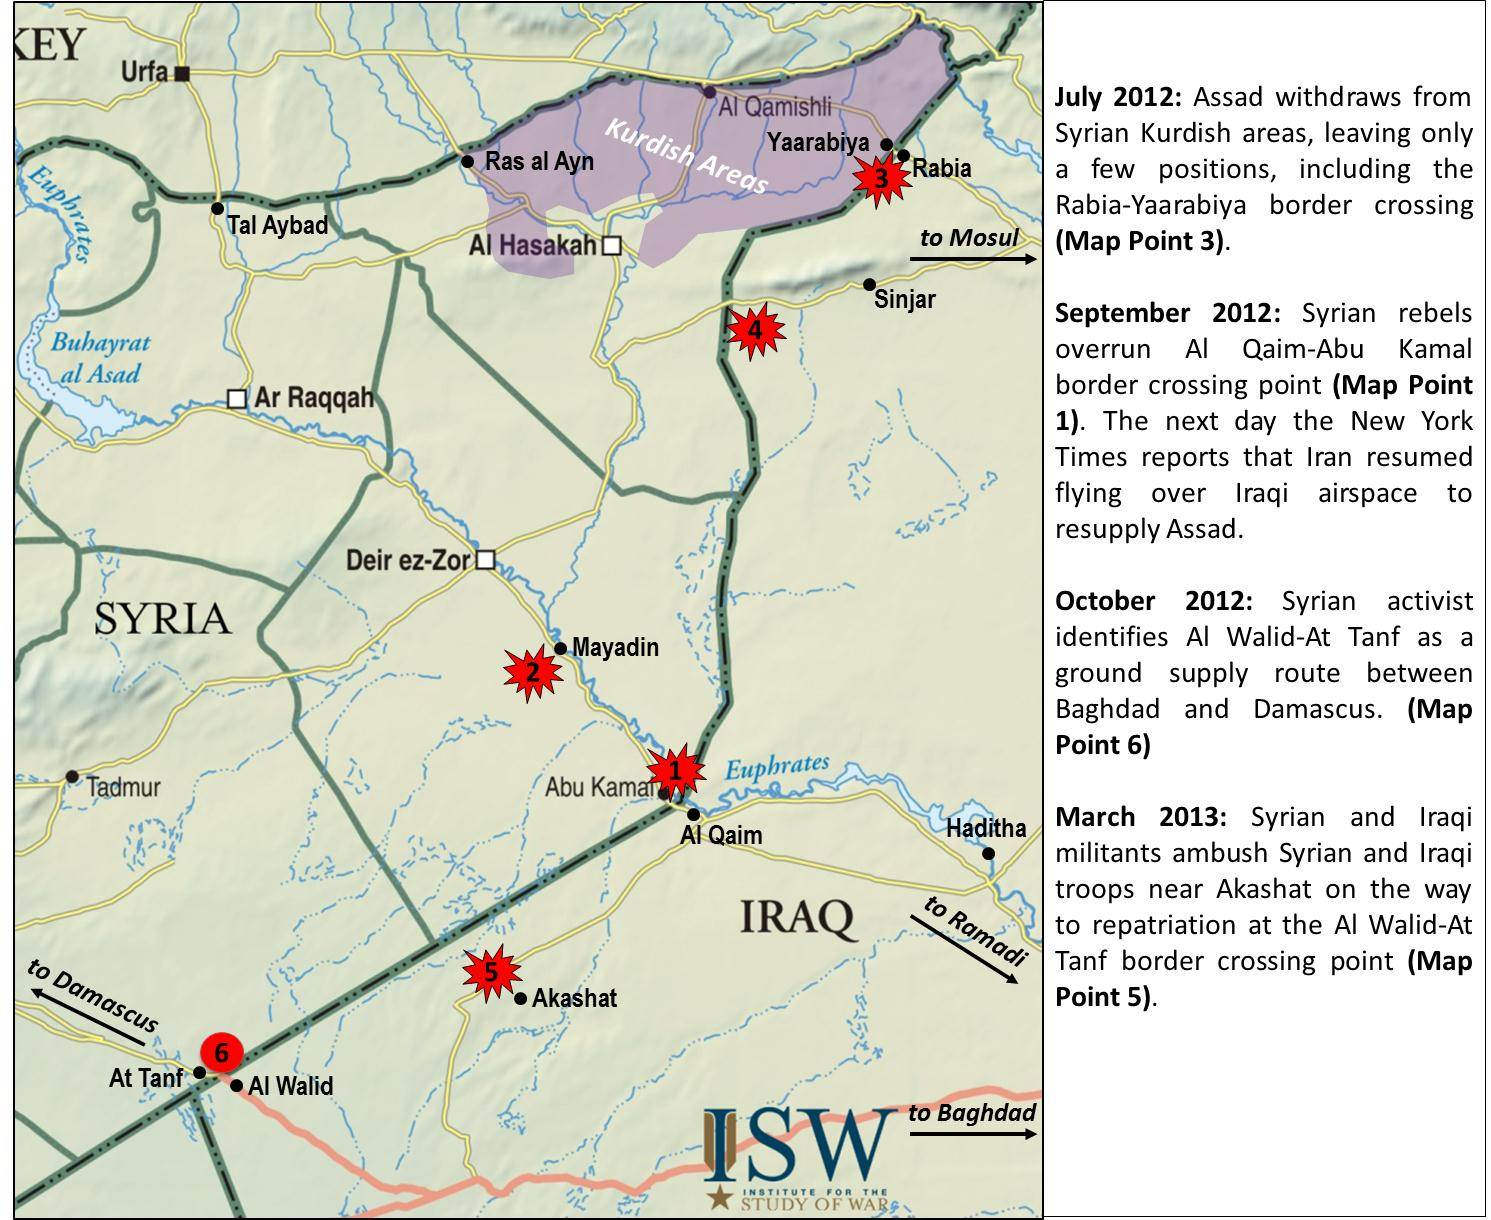 KEY
Urfa
Al Qamishli
Kurdish Areas
Yaarabiya
Rabia
3
Ras al Ayn
Euphrates
Tal Aybad
Al Hasakah
to Mosul
Sinjar
4
Buhayrat
al Asad
Ar Raqqah
Deir ez-Zor
SYRIA
Mayadin
2
1
Euphrates
Tadmur
Abu Kamal
Al Qaim
Haditha
IRAQ
to Ramadi
5
Akashat
to Damascus
6
At Tanf
Al Walid
to Baghdad
ISW
INSTITUTE FOR THE
STUDY OF WAR
July 2012: Assad withdraws from
Syrian Kurdish areas, leaving only
a few positions, including the
Rabia-Yaarabiya border crossing
(Map Point 3).
September 2012: Syrian rebels
overrun Al Qaim-Abu Kamal
border crossing point (Map Point
1). The next day the New York
Times reports that Iran resumed
flying over Iraqi airspace to
resupply Assad.
October 2012: Syrian activist
identifies Al Walid-At Tanf as a
ground supply route between
Baghdad and Damascus. (Map
Point 6)
March 2013: Syrian and Iraqi
militants ambush Syrian and Iraqi
troops near Akashat on the way
to repatriation at the Al Walid-At
Tanf border crossing point (Map
Point 5).